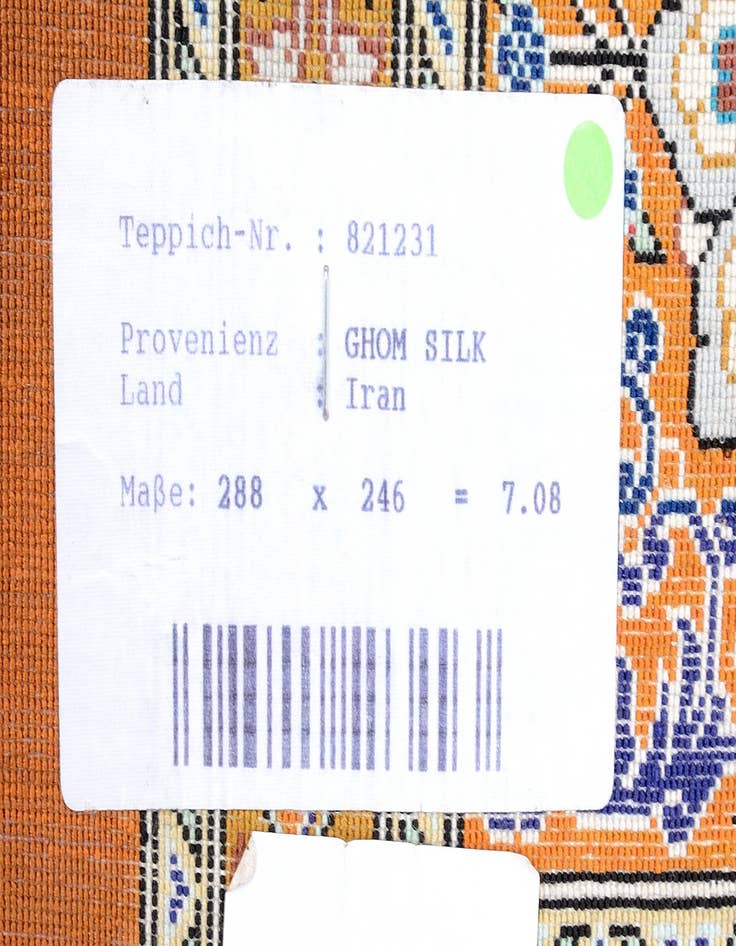 Teppich-Nr. : 821231
Provenienz : GHOM SILK
Land : Iran
Maße: 288 x 246 = 7.08